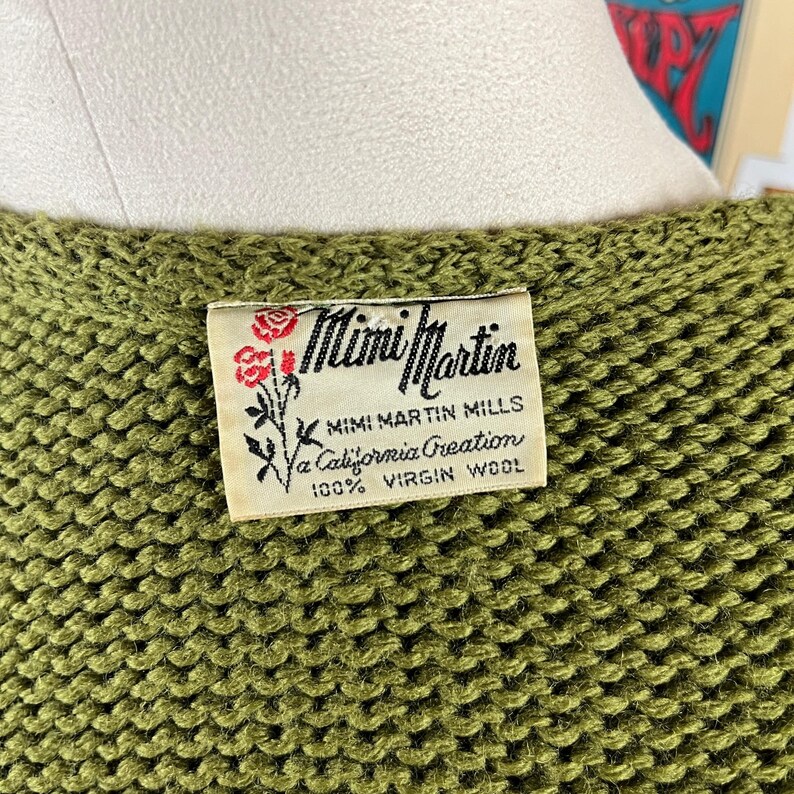 Mimi Martin
MIMI MARTIN MILLS
a California Creation
100% VIRGIN WOOL